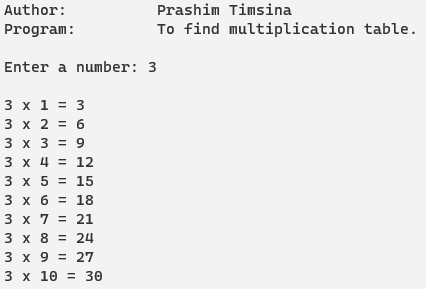 Author:          Prashim Timsina
Program:         To find multiplication table.
Enter a number: 3
3 x 1 = 3
3 x 2 = 6
3 x 3 = 9
3 x 4 = 12
3 x 5 = 15
3 x 6 = 18
3 x 7 = 21
3 x 8 = 24
3 x 9 = 27
3 x 10 = 30